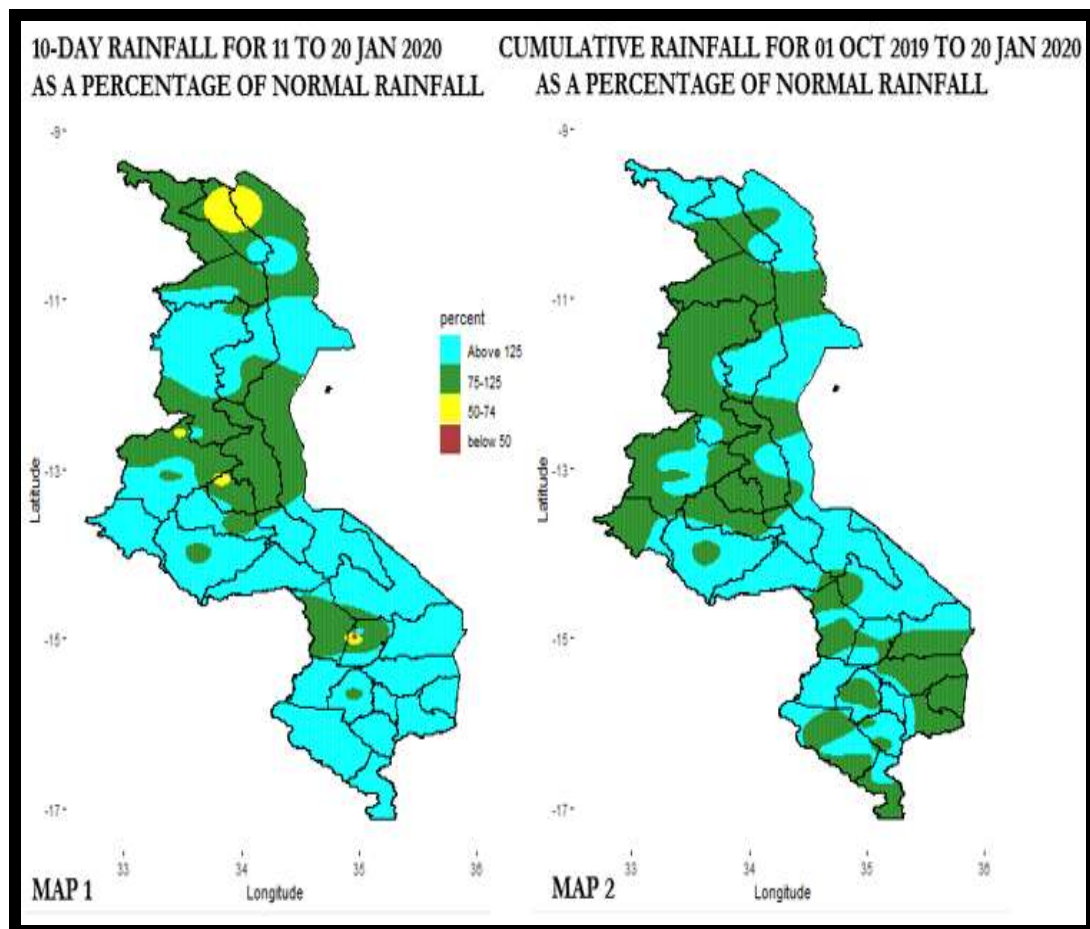 10-DAY RAINFALL FOR 11 TO 20 JAN 2020
AS A PERCENTAGE OF NORMAL RAINFALL
-9
-11
-13
-15
-17
Latitude
33
34
35
36
Longitude
MAP 1
percent
Above 125
75-125
50-74
below 50
CUMULATIVE RAINFALL FOR 01 OCT 2019 TO 20 JAN 2020
AS A PERCENTAGE OF NORMAL RAINFALL
-9
-11
-13
-15
-17
Latitude
33
34
35
36
Longitude
MAP 2